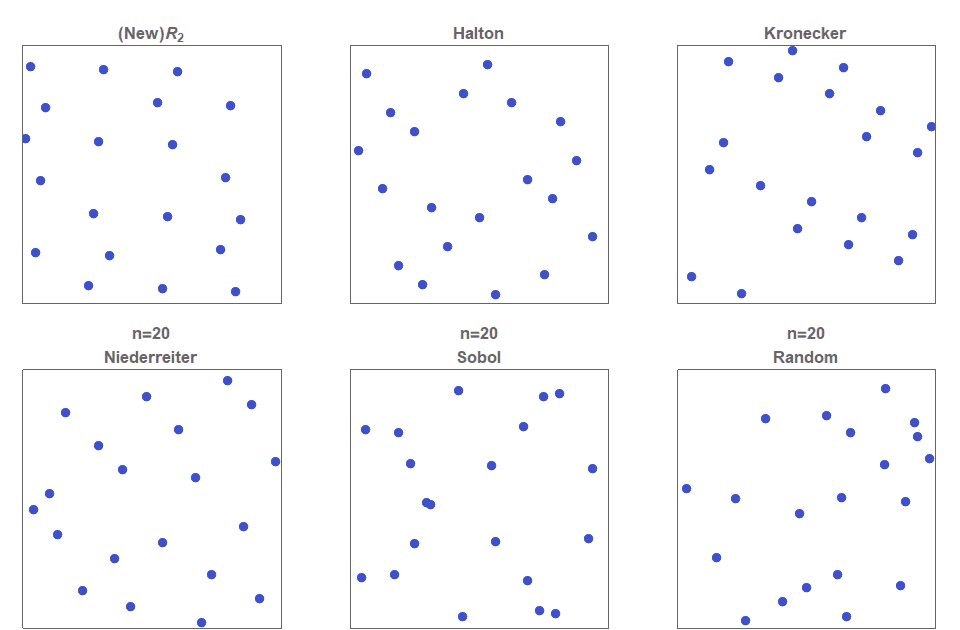 (New)R₂ Halton Kronecker
n=20 n=20 n=20
Niederreiter Sobol Random